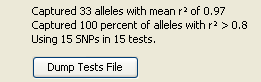 Captured 33 alleles with mean r² of 0.97
Captured 100 percent of alleles with r² > 0.8
Using 15 SNPs in 15 tests.
Dump Tests File